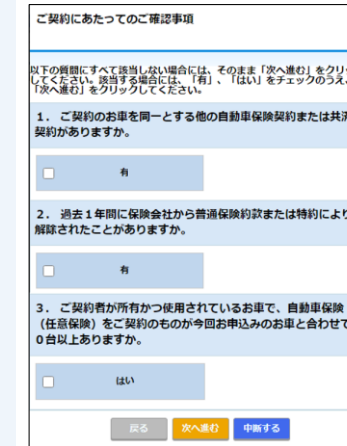 ご契約にあたってのご確認事項
以下の質問にすべて該当しない場合には、そのまま「次へ進む」をクリッ
してください。該当する場合には、「有」、「はい」をチェックのうえ、
「次へ進む」をクリックしてください。
1． ご契約のお車を同一とする他の自動車保険契約または共済
契約がありますか。
有
2． 過去１年間に保険会社から普通保険約款または特約により
解除されたことがありますか。
有
3． ご契約者が所有かつ使用されているお車で、自動車保険
（任意保険）をご契約のものが今回お申込みのお車と合わせて
０台以上ありますか。
はい
戻る 次へ進む 中断する